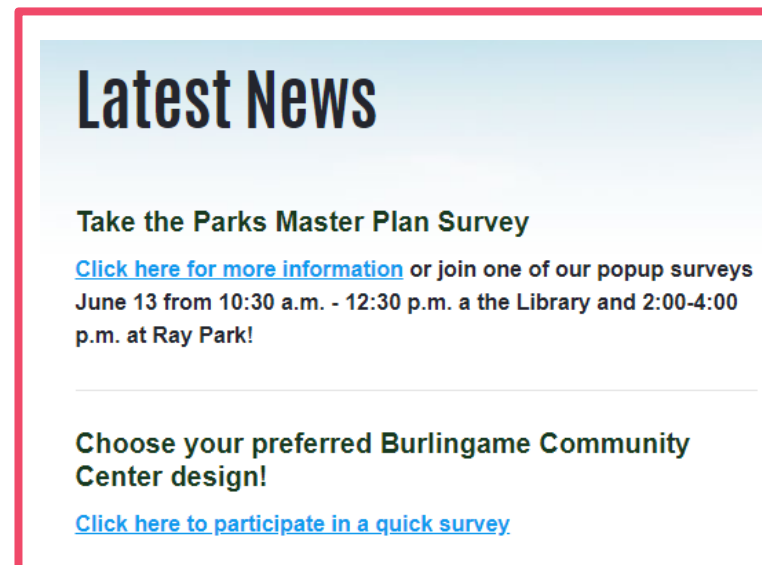 Latest News
Take the Parks Master Plan Survey
Click here for more information or join one of our popup surveys
June 13 from 10:30 a.m. - 12:30 p.m. a the Library and 2:00-4:00
p.m. at Ray Park!
Choose your preferred Burlingame Community
Center design!
Click here to participate in a quick survey